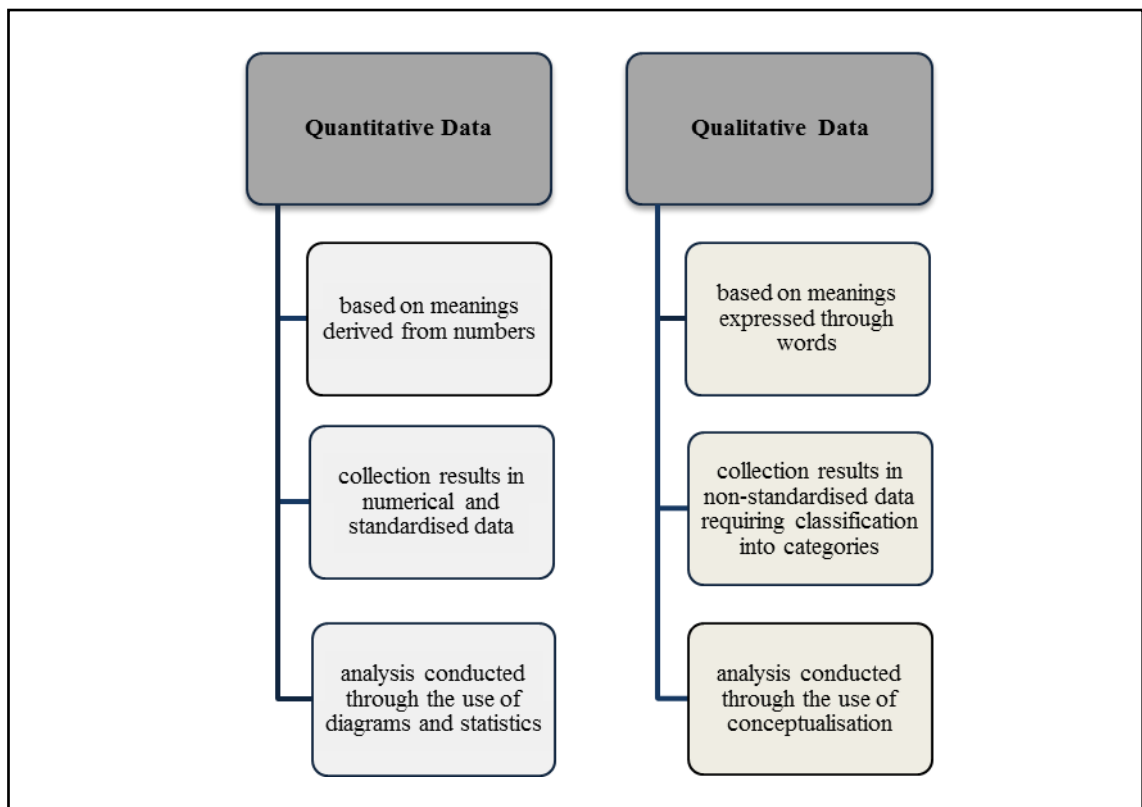 Quantitative Data
based on meanings
derived from numbers
collection results in
numerical and
standardised data
analysis conducted
through the use of
diagrams and statistics
Qualitative Data
based on meanings
expressed through
words
collection results in
non-standardised data
requiring classification
into categories
analysis conducted
through the use of
conceptualisation